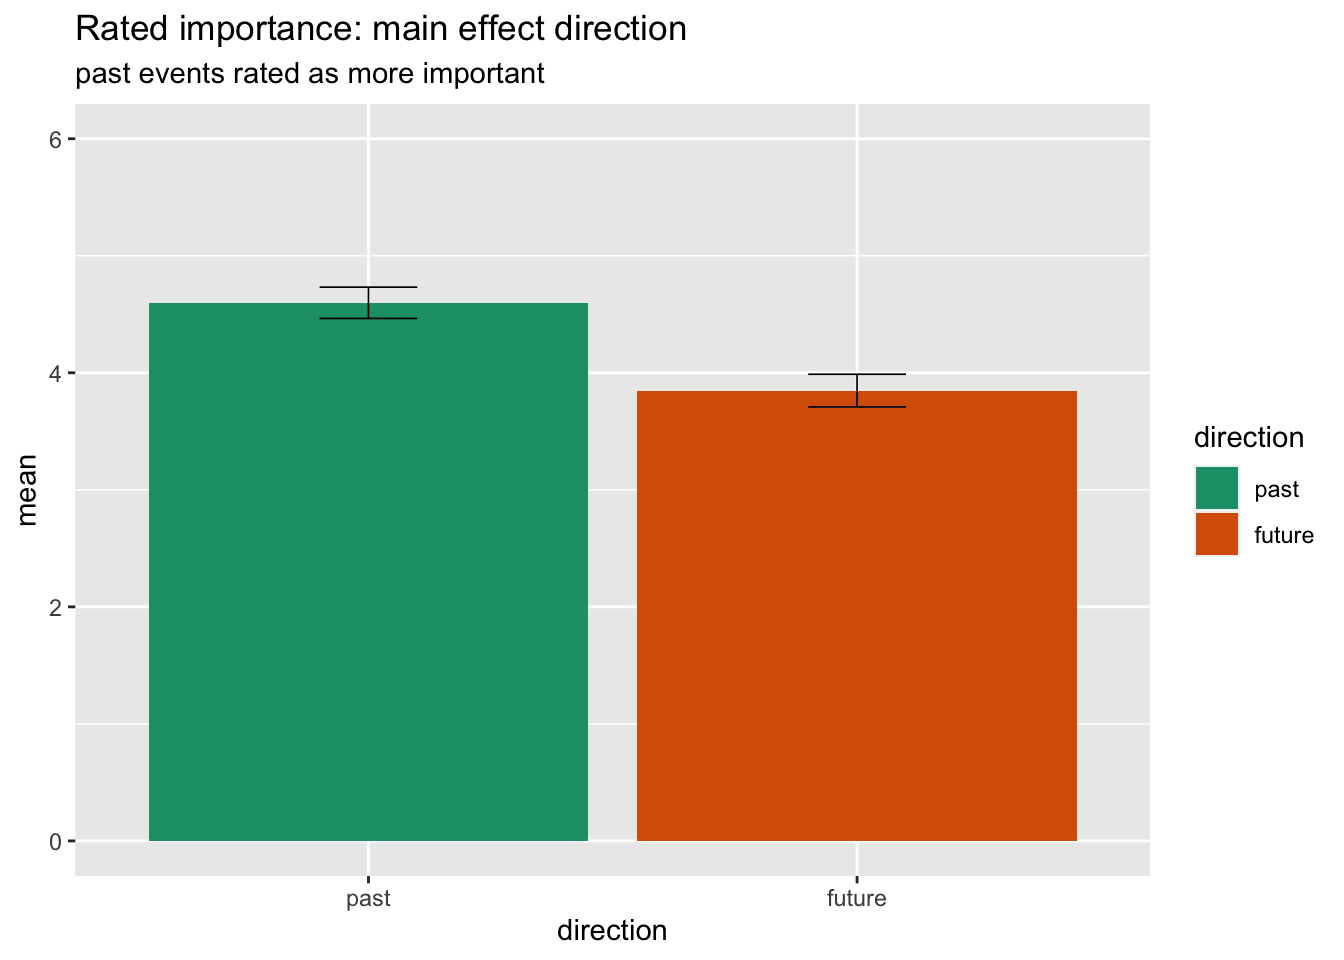 Rated importance: main effect direction
past events rated as more important
6
4
2
0
mean
past
future
direction
direction
past
future